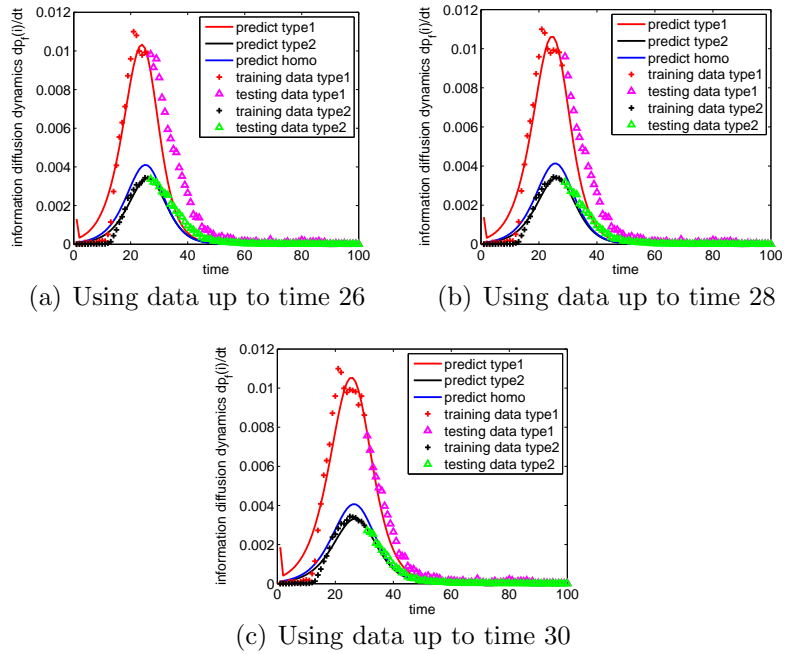 0.012
0.01
0.008
0.006
0.004
0.002
0
information diffusion dynamics dpf(i)/dt
predict type1
predict type2
predict homo
training data type1
testing data type1
training data type2
testing data type2
0 20 40 60 80 100
time
(a) Using data up to time 26
0.012
0.01
0.008
0.006
0.004
0.002
0
information diffusion dynamics dpf(i)/dt
predict type1
predict type2
predict homo
training data type1
testing data type1
training data type2
testing data type2
0 20 40 60 80 100
time
(b) Using data up to time 28
0.012
0.01
0.008
0.006
0.004
0.002
0
information diffusion dynamics dpf(i)/dt
predict type1
predict type2
predict homo
training data type1
testing data type1
training data type2
testing data type2
0 20 40 60 80 100
time
(c) Using data up to time 30